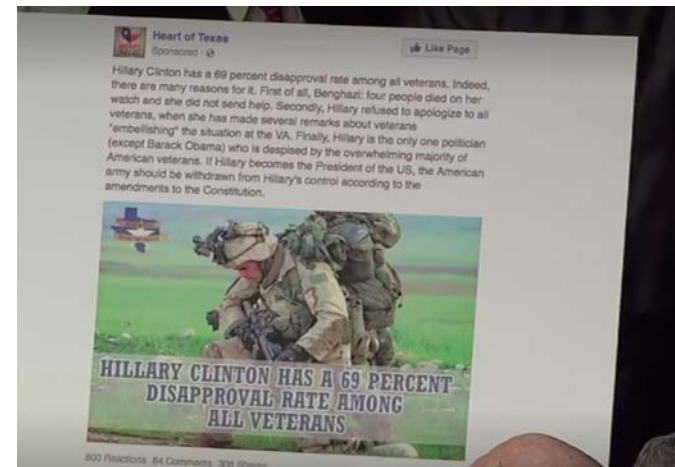 Heart of Texas
Sponsored ·
Like Page
Hillary Clinton has a 69 percent disapproval rate among all veterans. Indeed,
there are many reasons for it. First of all, Benghazi: four people died on her
watch and she did not send help. Secondly, Hillary refused to apologize to all
veterans, when she has made several remarks about veterans
"embellishing" the situation at the VA. Finally, Hillary is the only one politician
(except Barack Obama) who is despised by the overwhelming majority of
American veterans. If Hillary becomes the President of the US, the American
army should be withdrawn from Hillary's control according to the
amendments to the Constitution.
HILLARY CLINTON HAS A 69 PERCENT
DISAPPROVAL RATE AMONG
ALL VETERANS
800 Reactions 84 Comments Shares